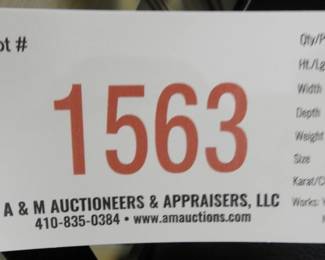 ot #
1563
A & M AUCTIONEERS & APPRAISERS, LLC
410-835-0384 • www.amauctions.com
Qty/P
Ht./Lg
Width
Depth
Weight
Size
Karat/C
Works: